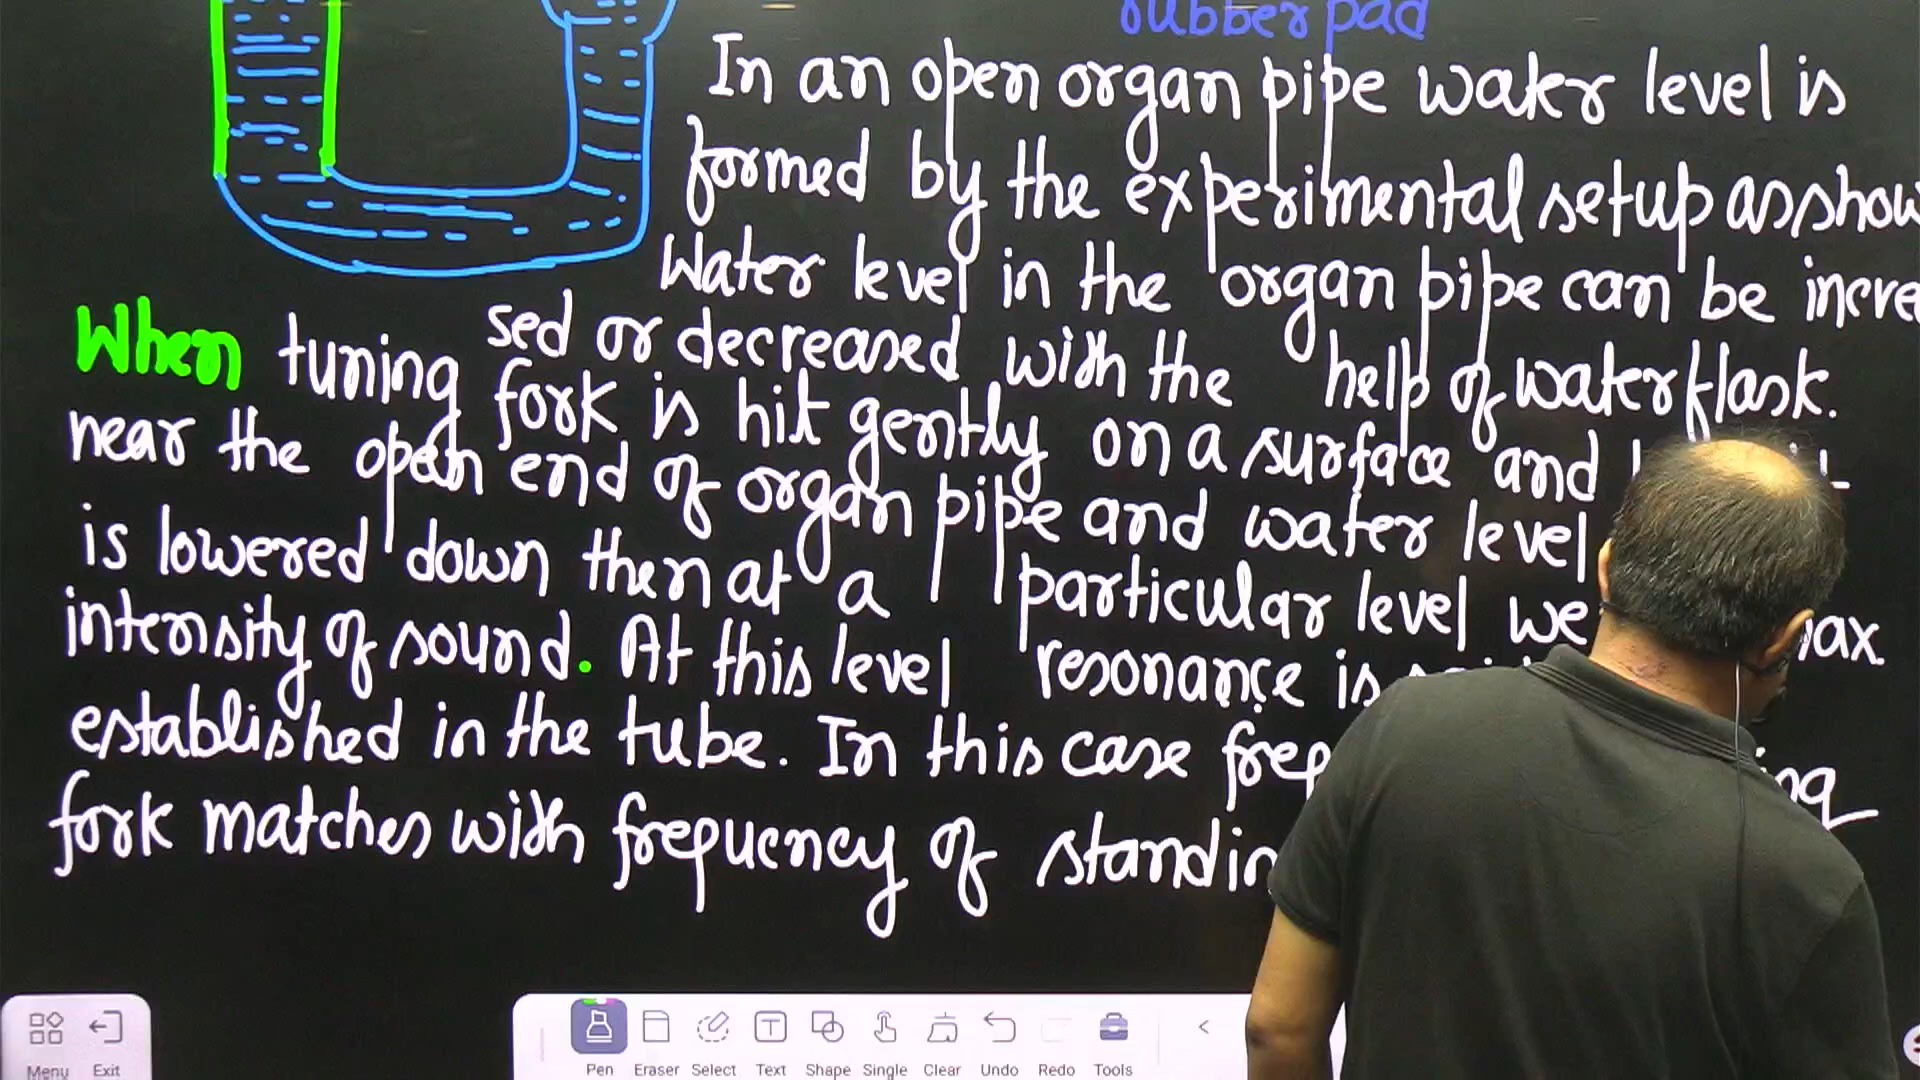 rubber pad
In an open organ pipe water level is
formed by the experimental setup as show
Water level in the organ pipe can be increa
sed or decreased with the help of water flask.
When tuning fork is hit gently on a surface and
near the open end of organ pipe and water level
is lowered down then at a particular level we max
intensity of sound. At this level resonance is
established in the tube. In this case freq
fork matches with frequency of standin
Menu Exit Pen Eraser Select Text Shape Single Clear Undo Redo Tools